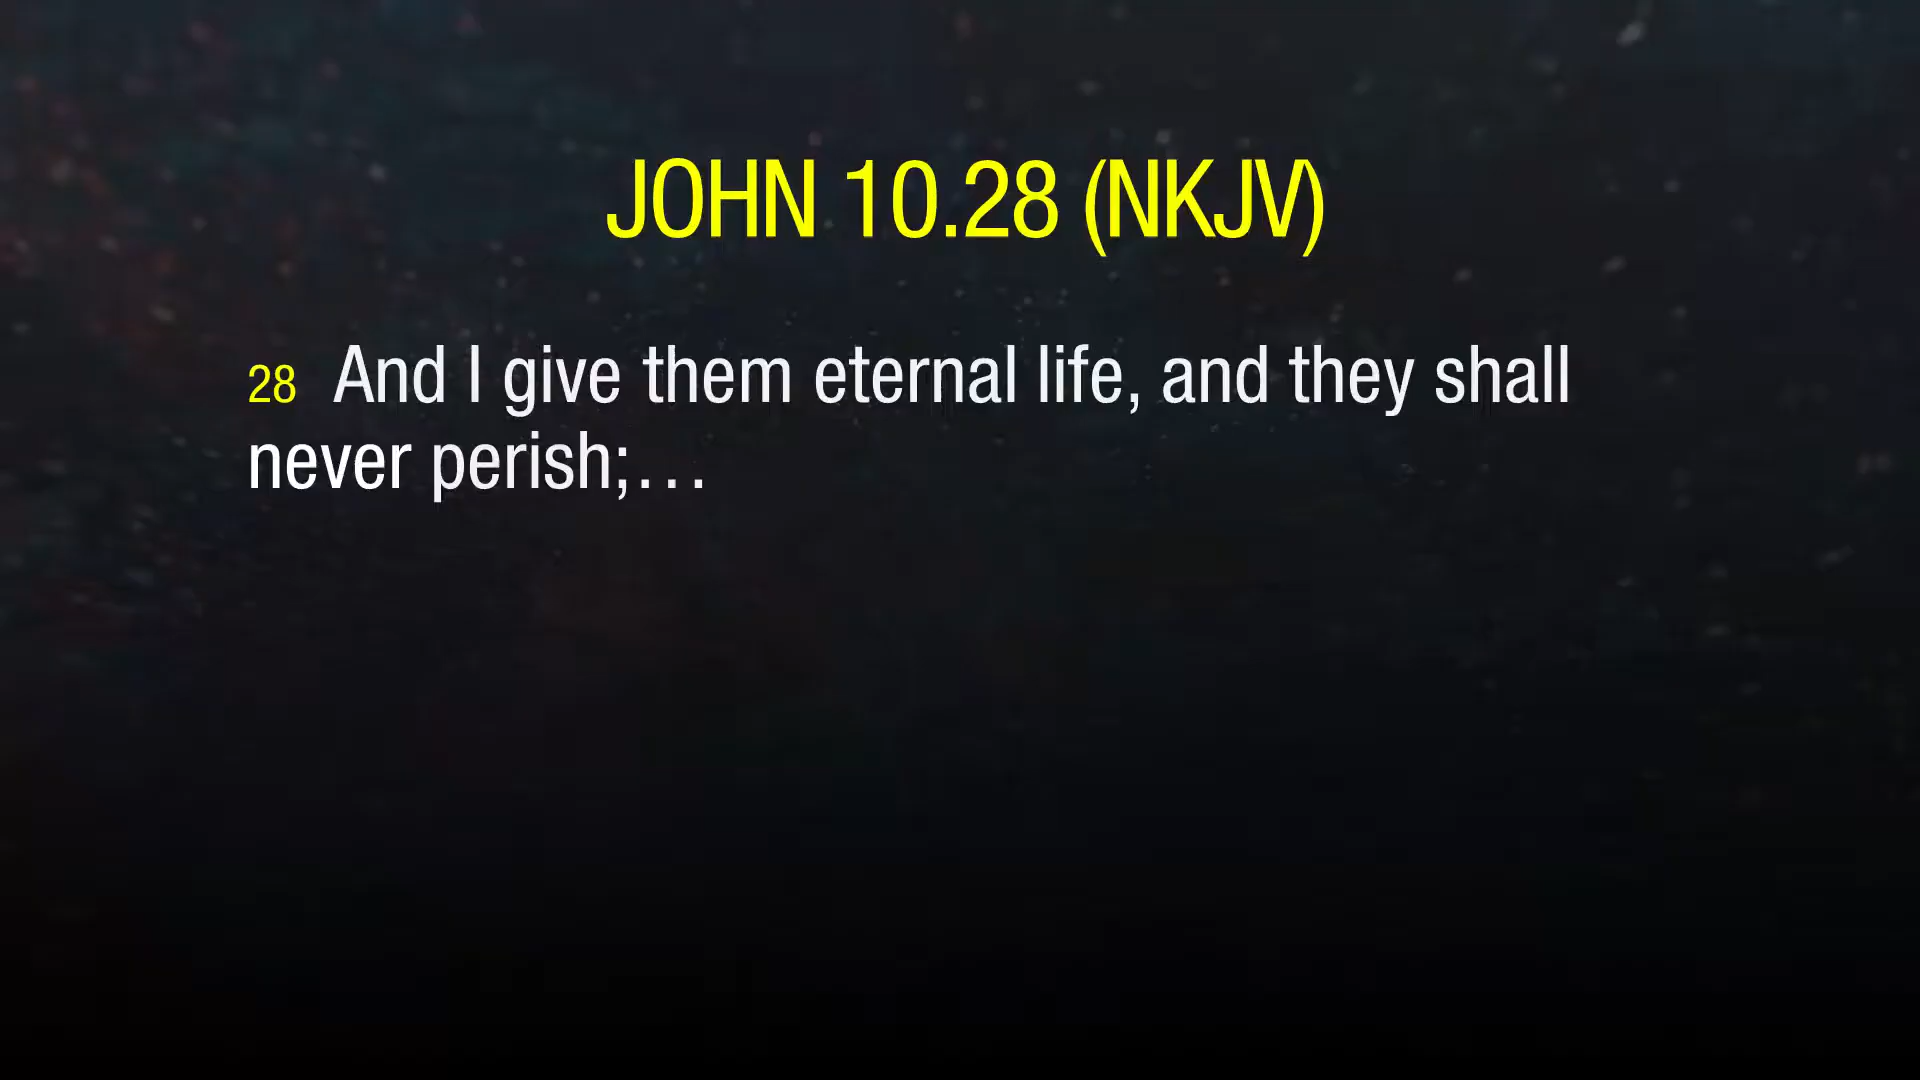 JOHN 10.28 (NKJV)
28 And I give them eternal life, and they shall
never perish;…